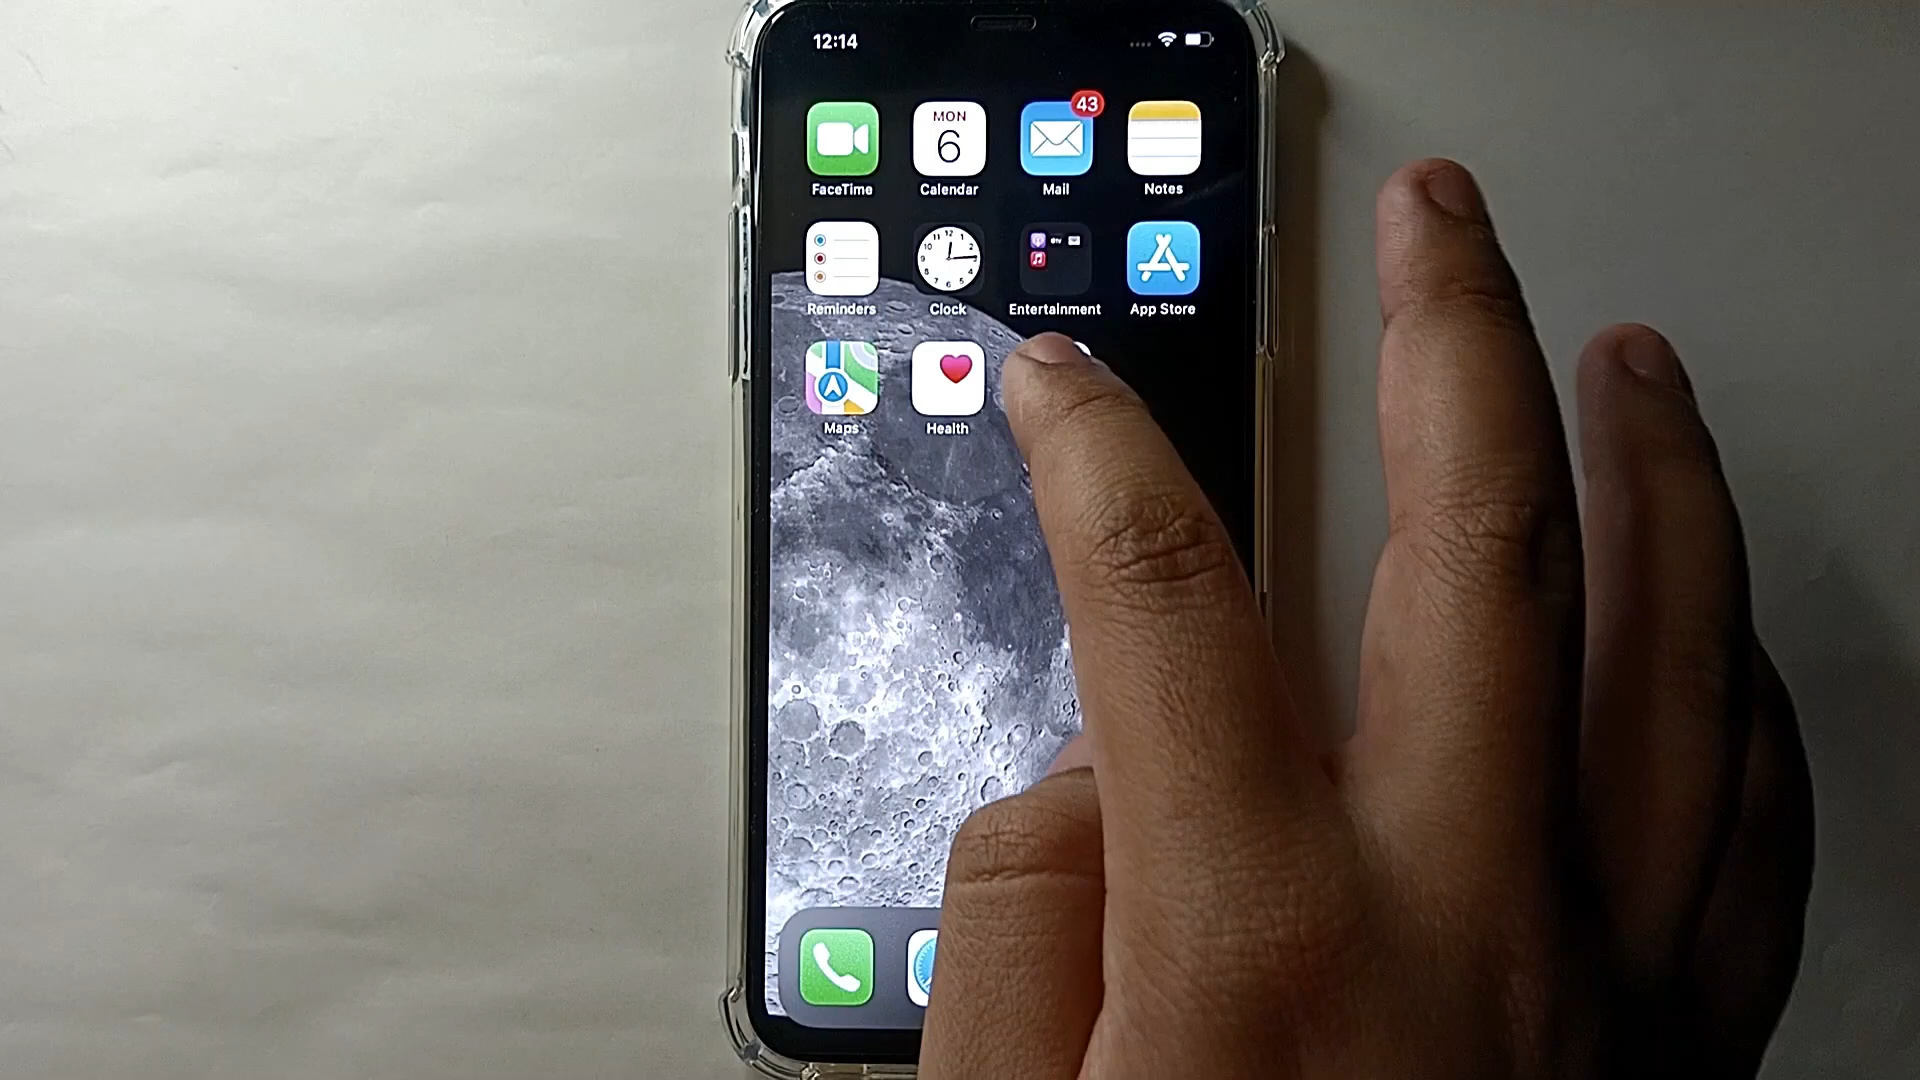 12:14
43
MON
6
FaceTime Calendar Mail Notes
Reminders Clock Entertainment App Store
Maps Health